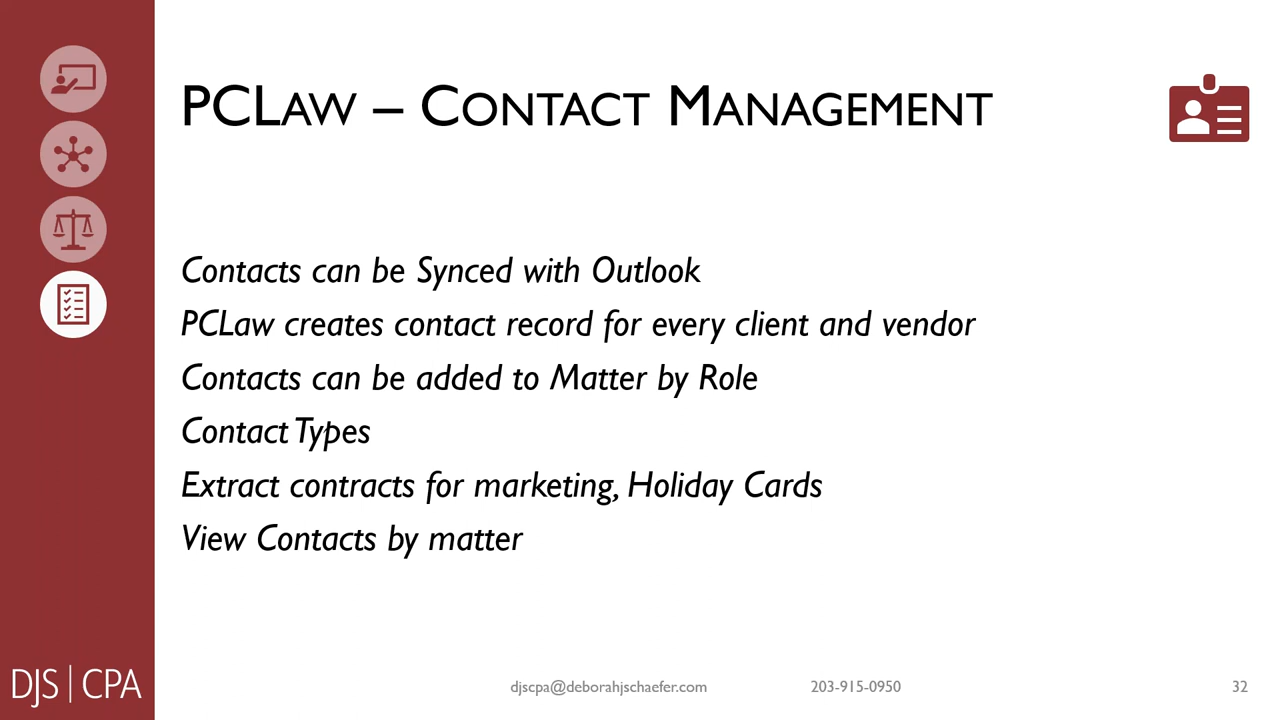 PCLaw – Contact Management
Contacts can be Synced with Outlook
PCLaw creates contact record for every client and vendor
Contacts can be added to Matter by Role
Contact Types
Extract contracts for marketing, Holiday Cards
View Contacts by matter
DJS|CPA
djscpa@deborahjschaefer.com
203-915-0950
32